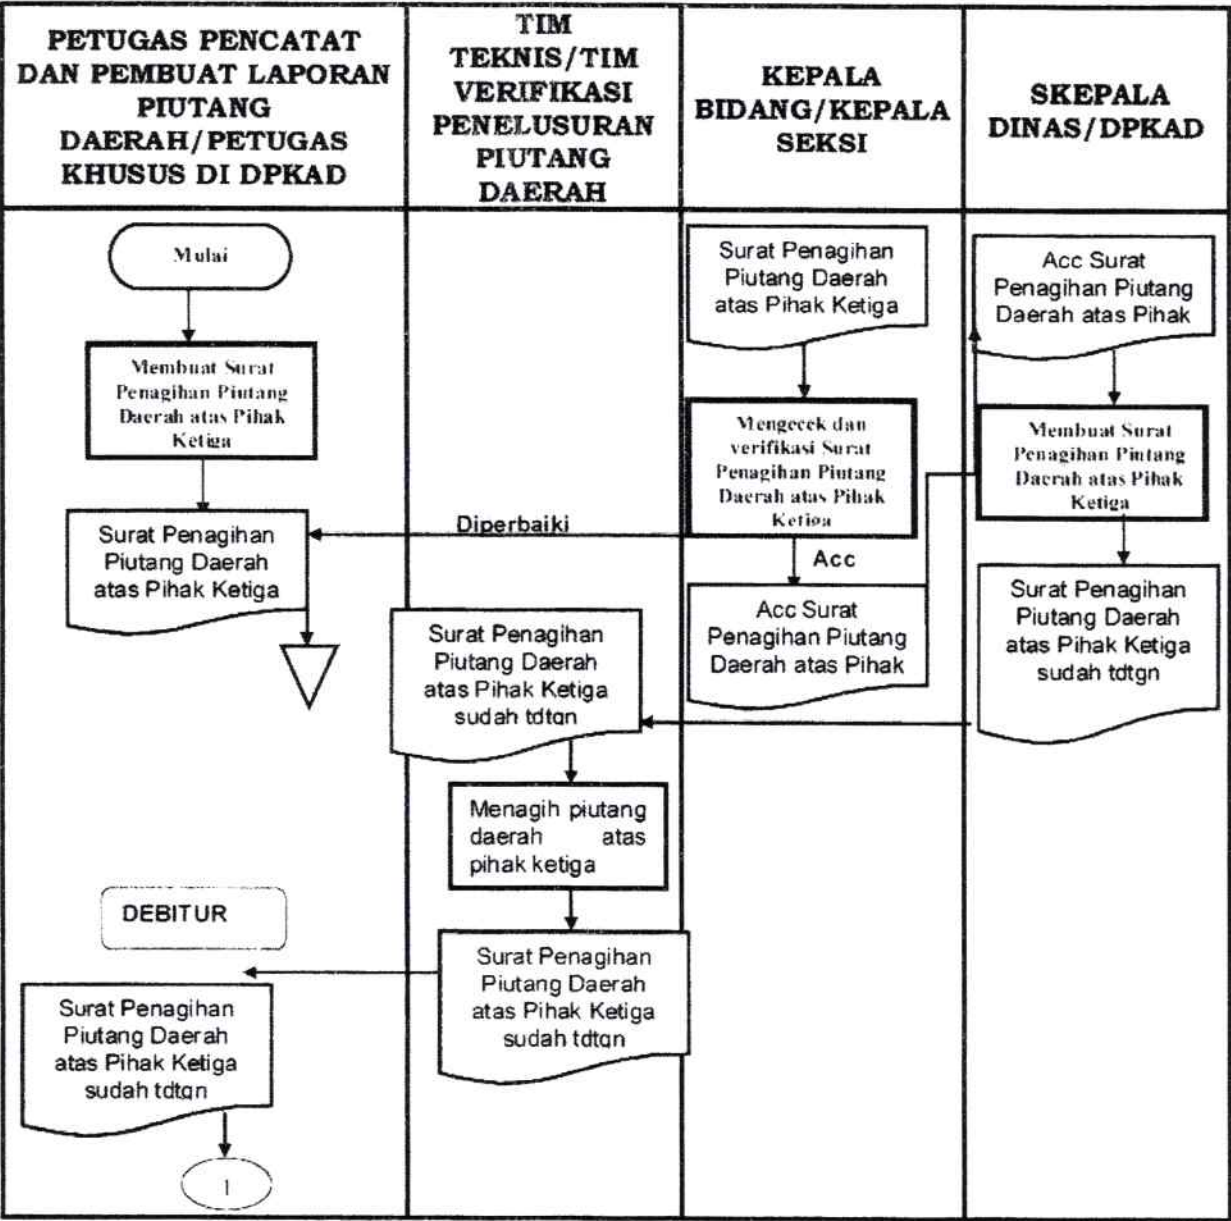 PETUGAS PENCATAT
DAN PEMBUAT LAPORAN
PIUTANG
DAERAH/PETUGAS
KHUSUS DI DPKAD
TIM
TEKNIS/TIM
VERIFIKASI
PENELUSURAN
PIUTANG
DAERAH
KEPALA
BIDANG/KEPALA
SEKSI
SKEPALA
DINAS/DPKAD
Mulai
Membuat Surat
Penagihan Piutang
Daerah atas Pihak
Ketiga
Surat Penagihan
Piutang Daerah
atas Pihak Ketiga
Surat Penagihan
Piutang Daerah
atas Pihak Ketiga
Mengecek dan
verifikasi Surat
Penagihan Piutang
Daerah atas Pihak
Ketiga
Diperbaiki
Acc
Acc Surat
Penagihan Piutang
Daerah atas Pihak
Acc Surat
Penagihan Piutang
Daerah atas Pihak
Membuat Surat
Penagihan Piutang
Daerah atas Pihak
Ketiga
Surat Penagihan
Piutang Daerah
atas Pihak Ketiga
sudah tdtgn
Surat Penagihan
Piutang Daerah
atas Pihak Ketiga
sudah tdtgn
Menagih piutang
daerah atas
pihak ketiga
Surat Penagihan
Piutang Daerah
atas Pihak Ketiga
sudah tdtgn
DEBITUR
Surat Penagihan
Piutang Daerah
atas Pihak Ketiga
sudah tdtgn
1